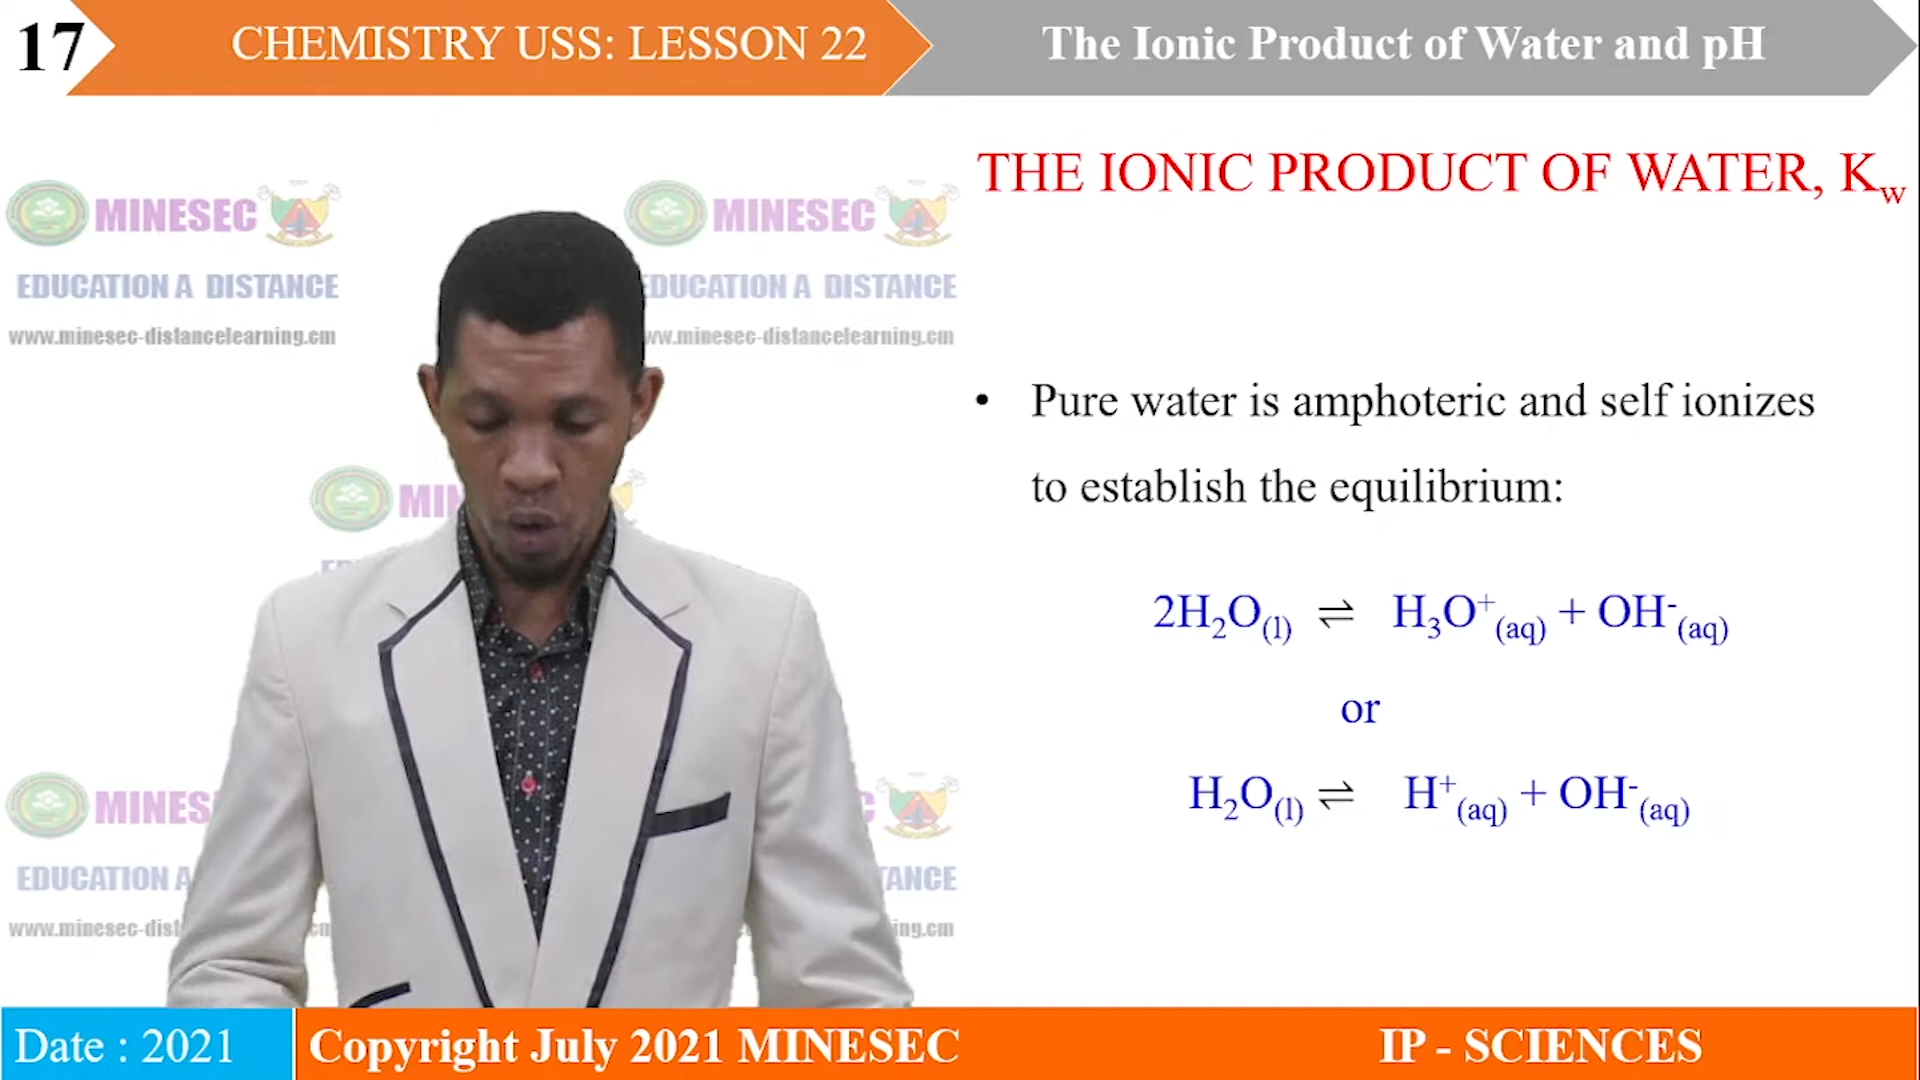 17
CHEMISTRY USS: LESSON 22
The Ionic Product of Water and pH
THE IONIC PRODUCT OF WATER, Kw
MINESEC
MINESEC
EDUCATION A DISTANCE
EDUCATION A DISTANCE
www.minesec-distancelearning.cm
www.minesec-distancelearning.cm
• Pure water is amphoteric and self ionizes
to establish the equilibrium:
2H₂O(l) ⇌ H₃O⁺(aq) + OH⁻(aq)
or
H₂O(l) ⇌ H⁺(aq) + OH⁻(aq)
Date : 2021
Copyright July 2021 MINESEC
IP - SCIENCES